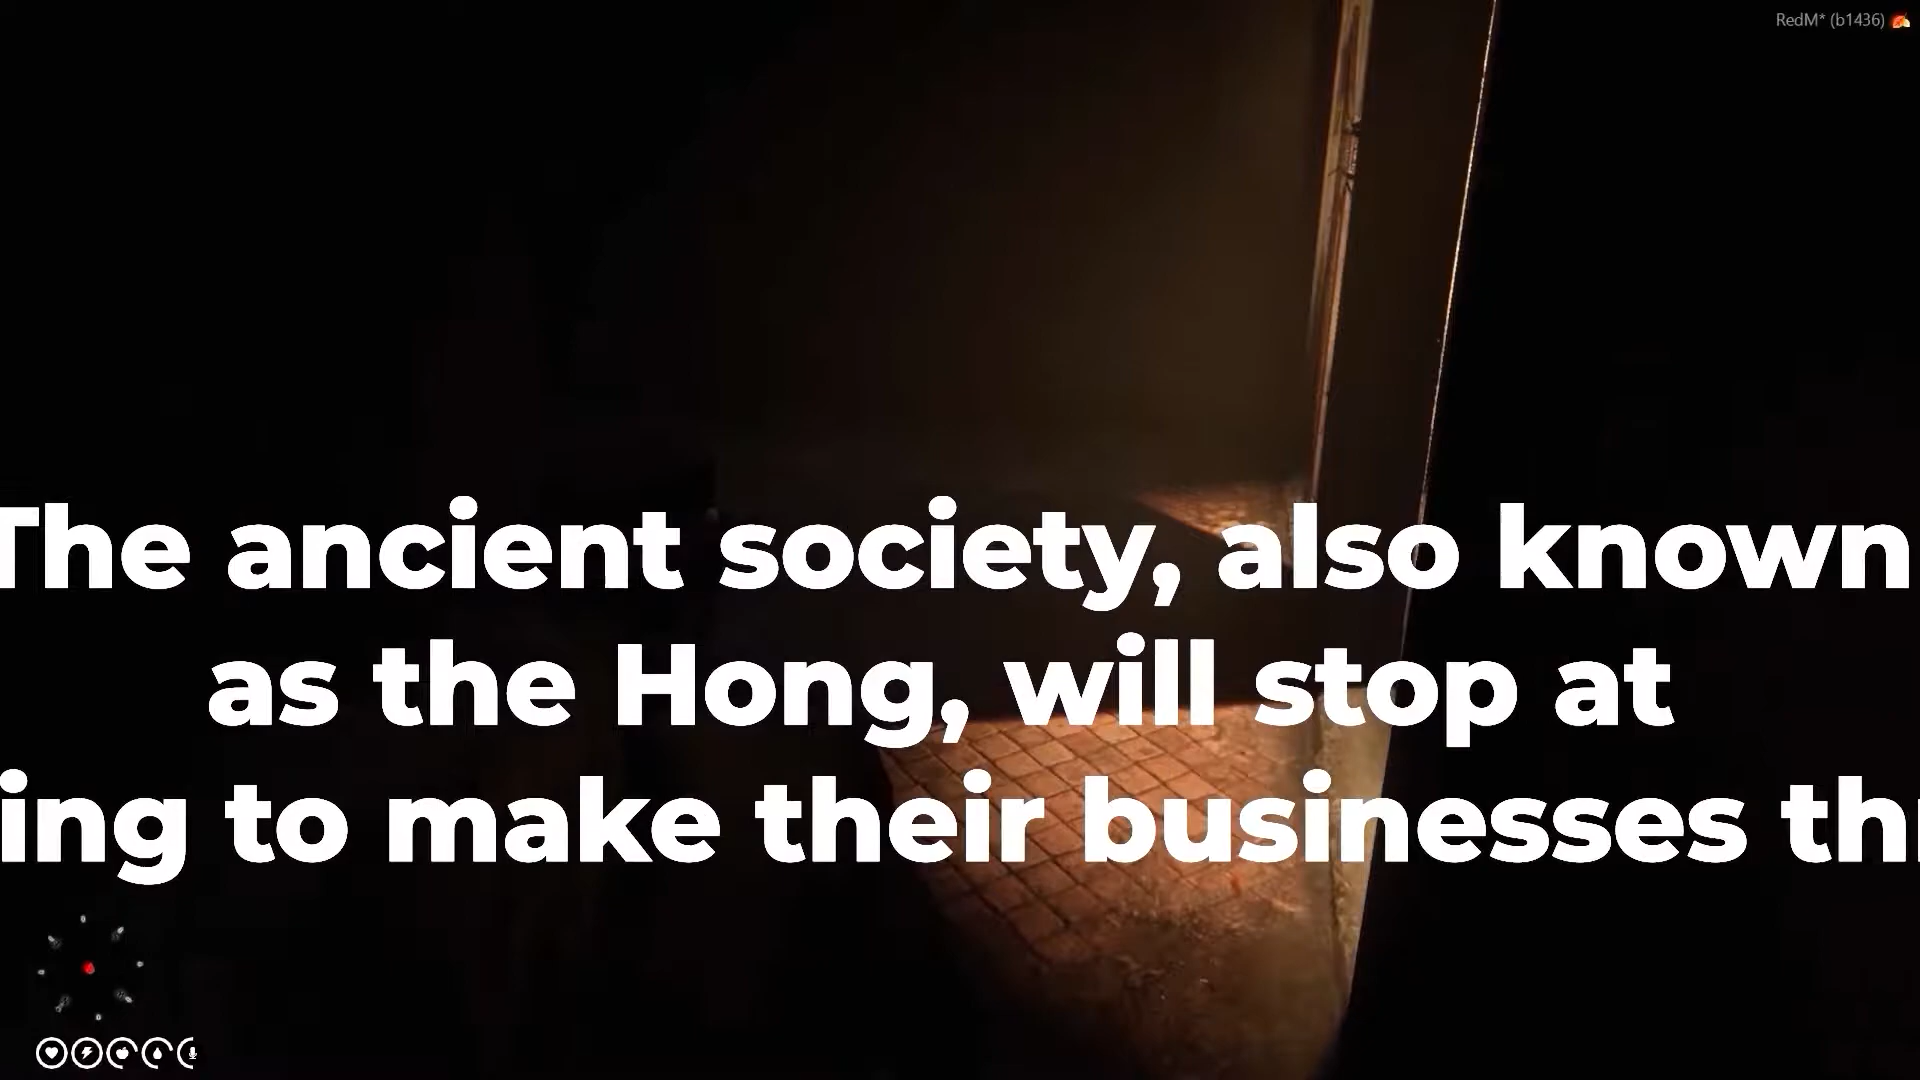 RedM* (b1436)
The ancient society, also known
as the Hong, will stop at
ing to make their businesses th